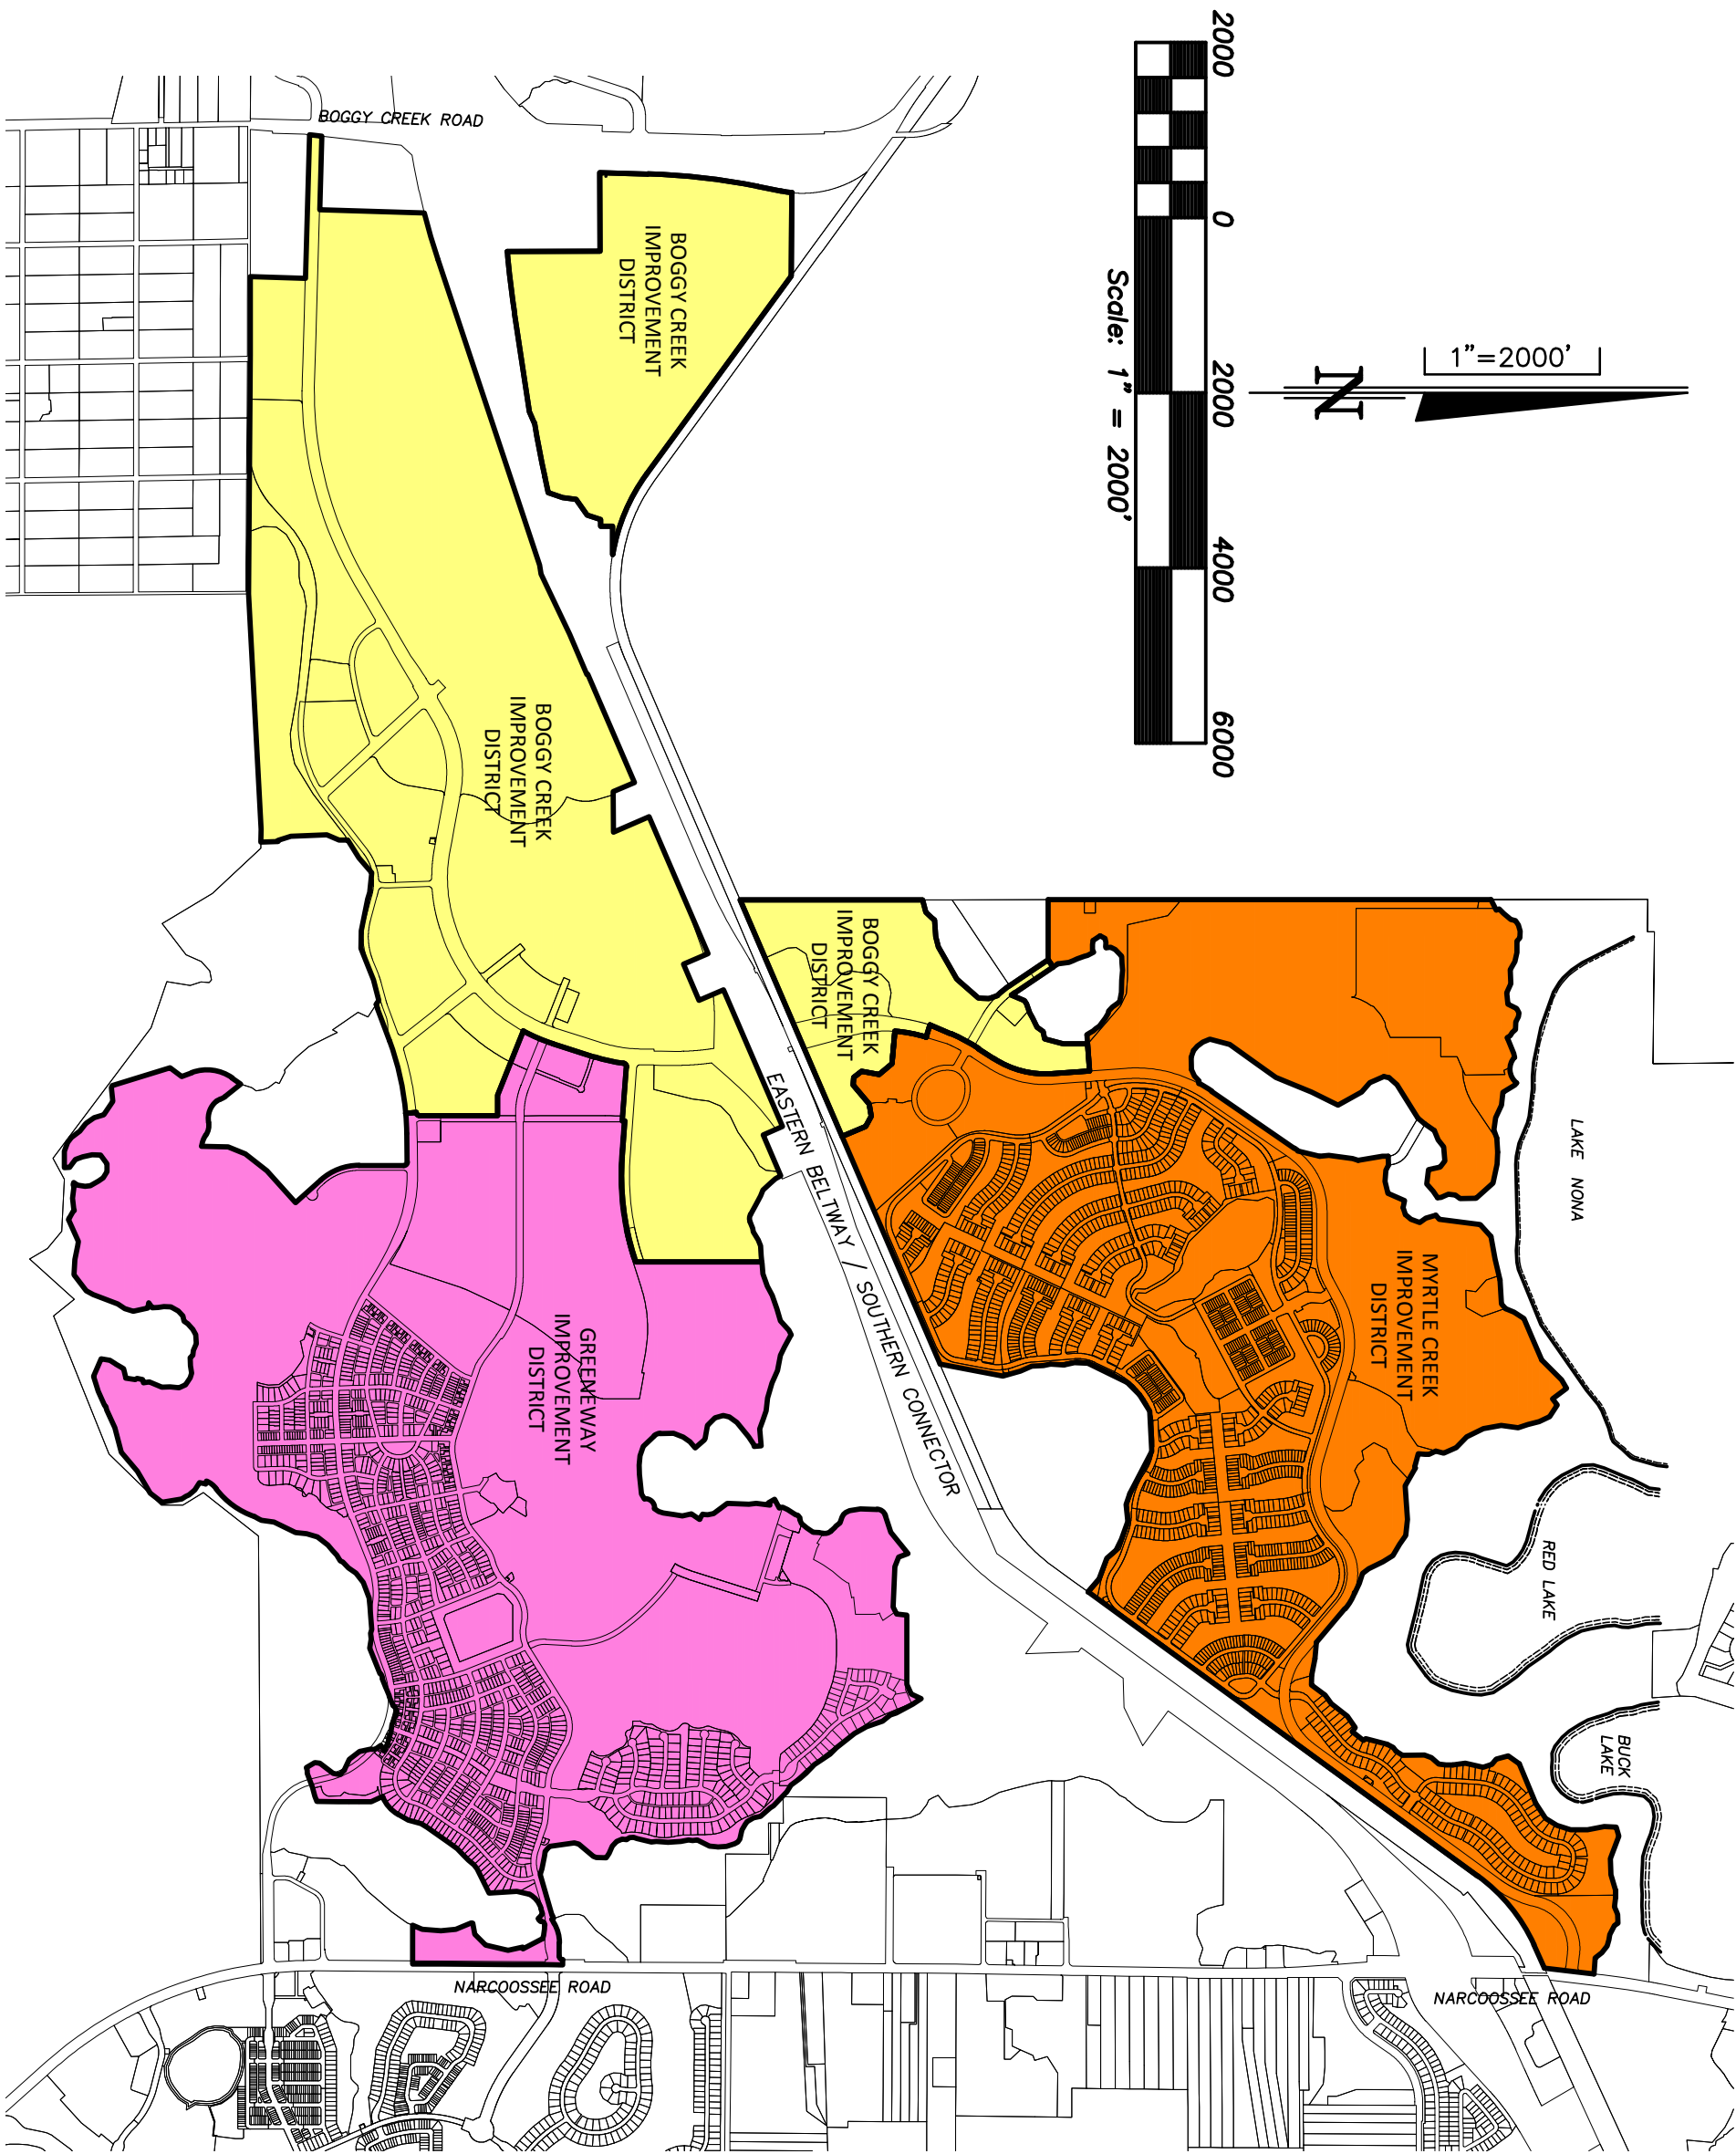 2000
0
2000
4000
6000
Scale: 1" = 2000'
1"=2000'
N
BOGGY CREEK ROAD
BOGGY CREEK
IMPROVEMENT
DISTRICT
BOGGY CREEK
IMPROVEMENT
DISTRICT
BOGGY CREEK
IMPROVEMENT
DISTRICT
EASTERN BELTWAY / SOUTHERN CONNECTOR
LAKE NONA
MYRTLE CREEK
IMPROVEMENT
DISTRICT
GREENEWAY
IMPROVEMENT
DISTRICT
RED LAKE
BUCK
LAKE
NARCOOSSEE ROAD
NARCOOSSEE ROAD